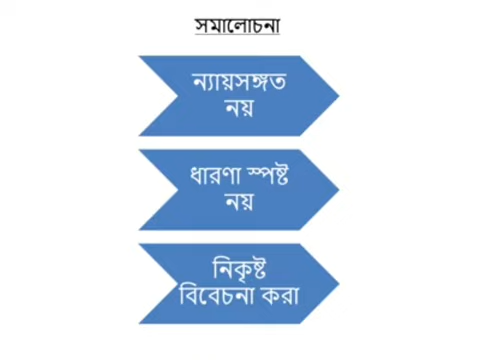 সমালোচনা
ন্যায়সঙ্গত
নয়
ধারণা স্পষ্ট
নয়
নিকৃষ্ট
বিবেচনা করা